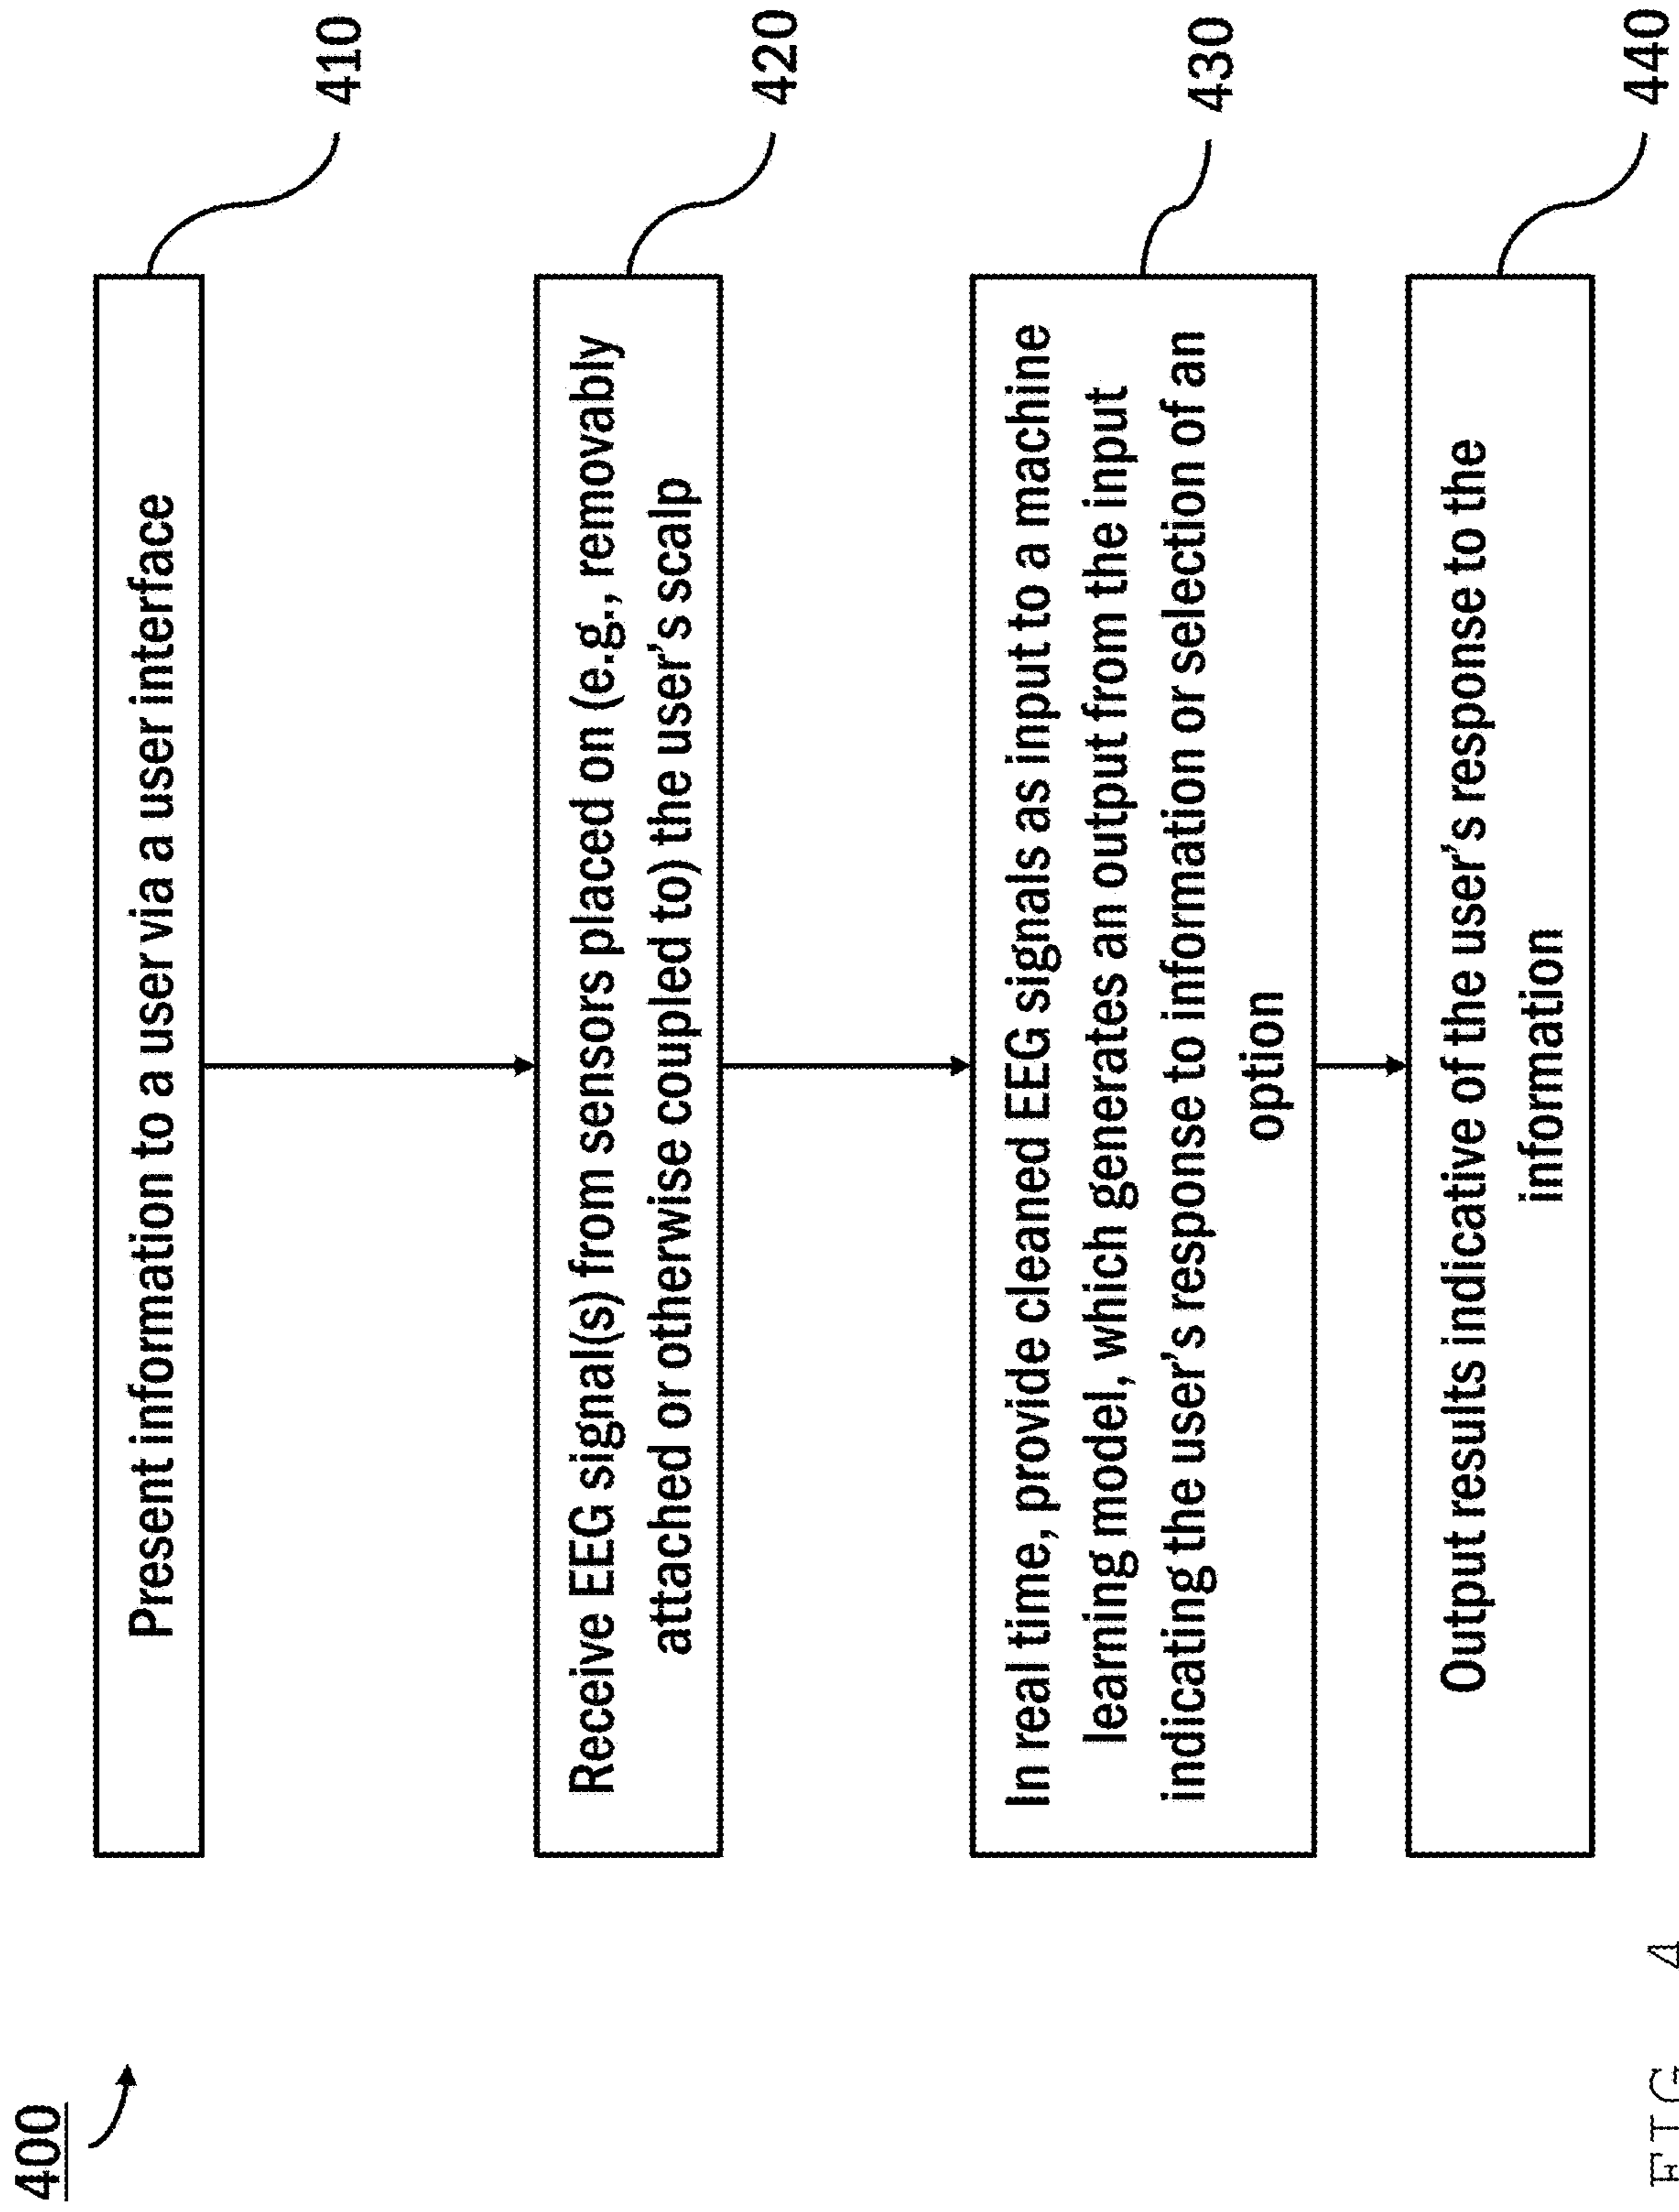 400
Present information to a user via a user interface
410
Receive EEG signal(s) from sensors placed on (e.g., removably
attached or otherwise coupled to) the user's scalp
420
In real time, provide cleaned EEG signals as input to a machine
learning model, which generates an output from the input
indicating the user's response to information or selection of an
option
430
Output results indicative of the user's response to the
information
440
FIG 4